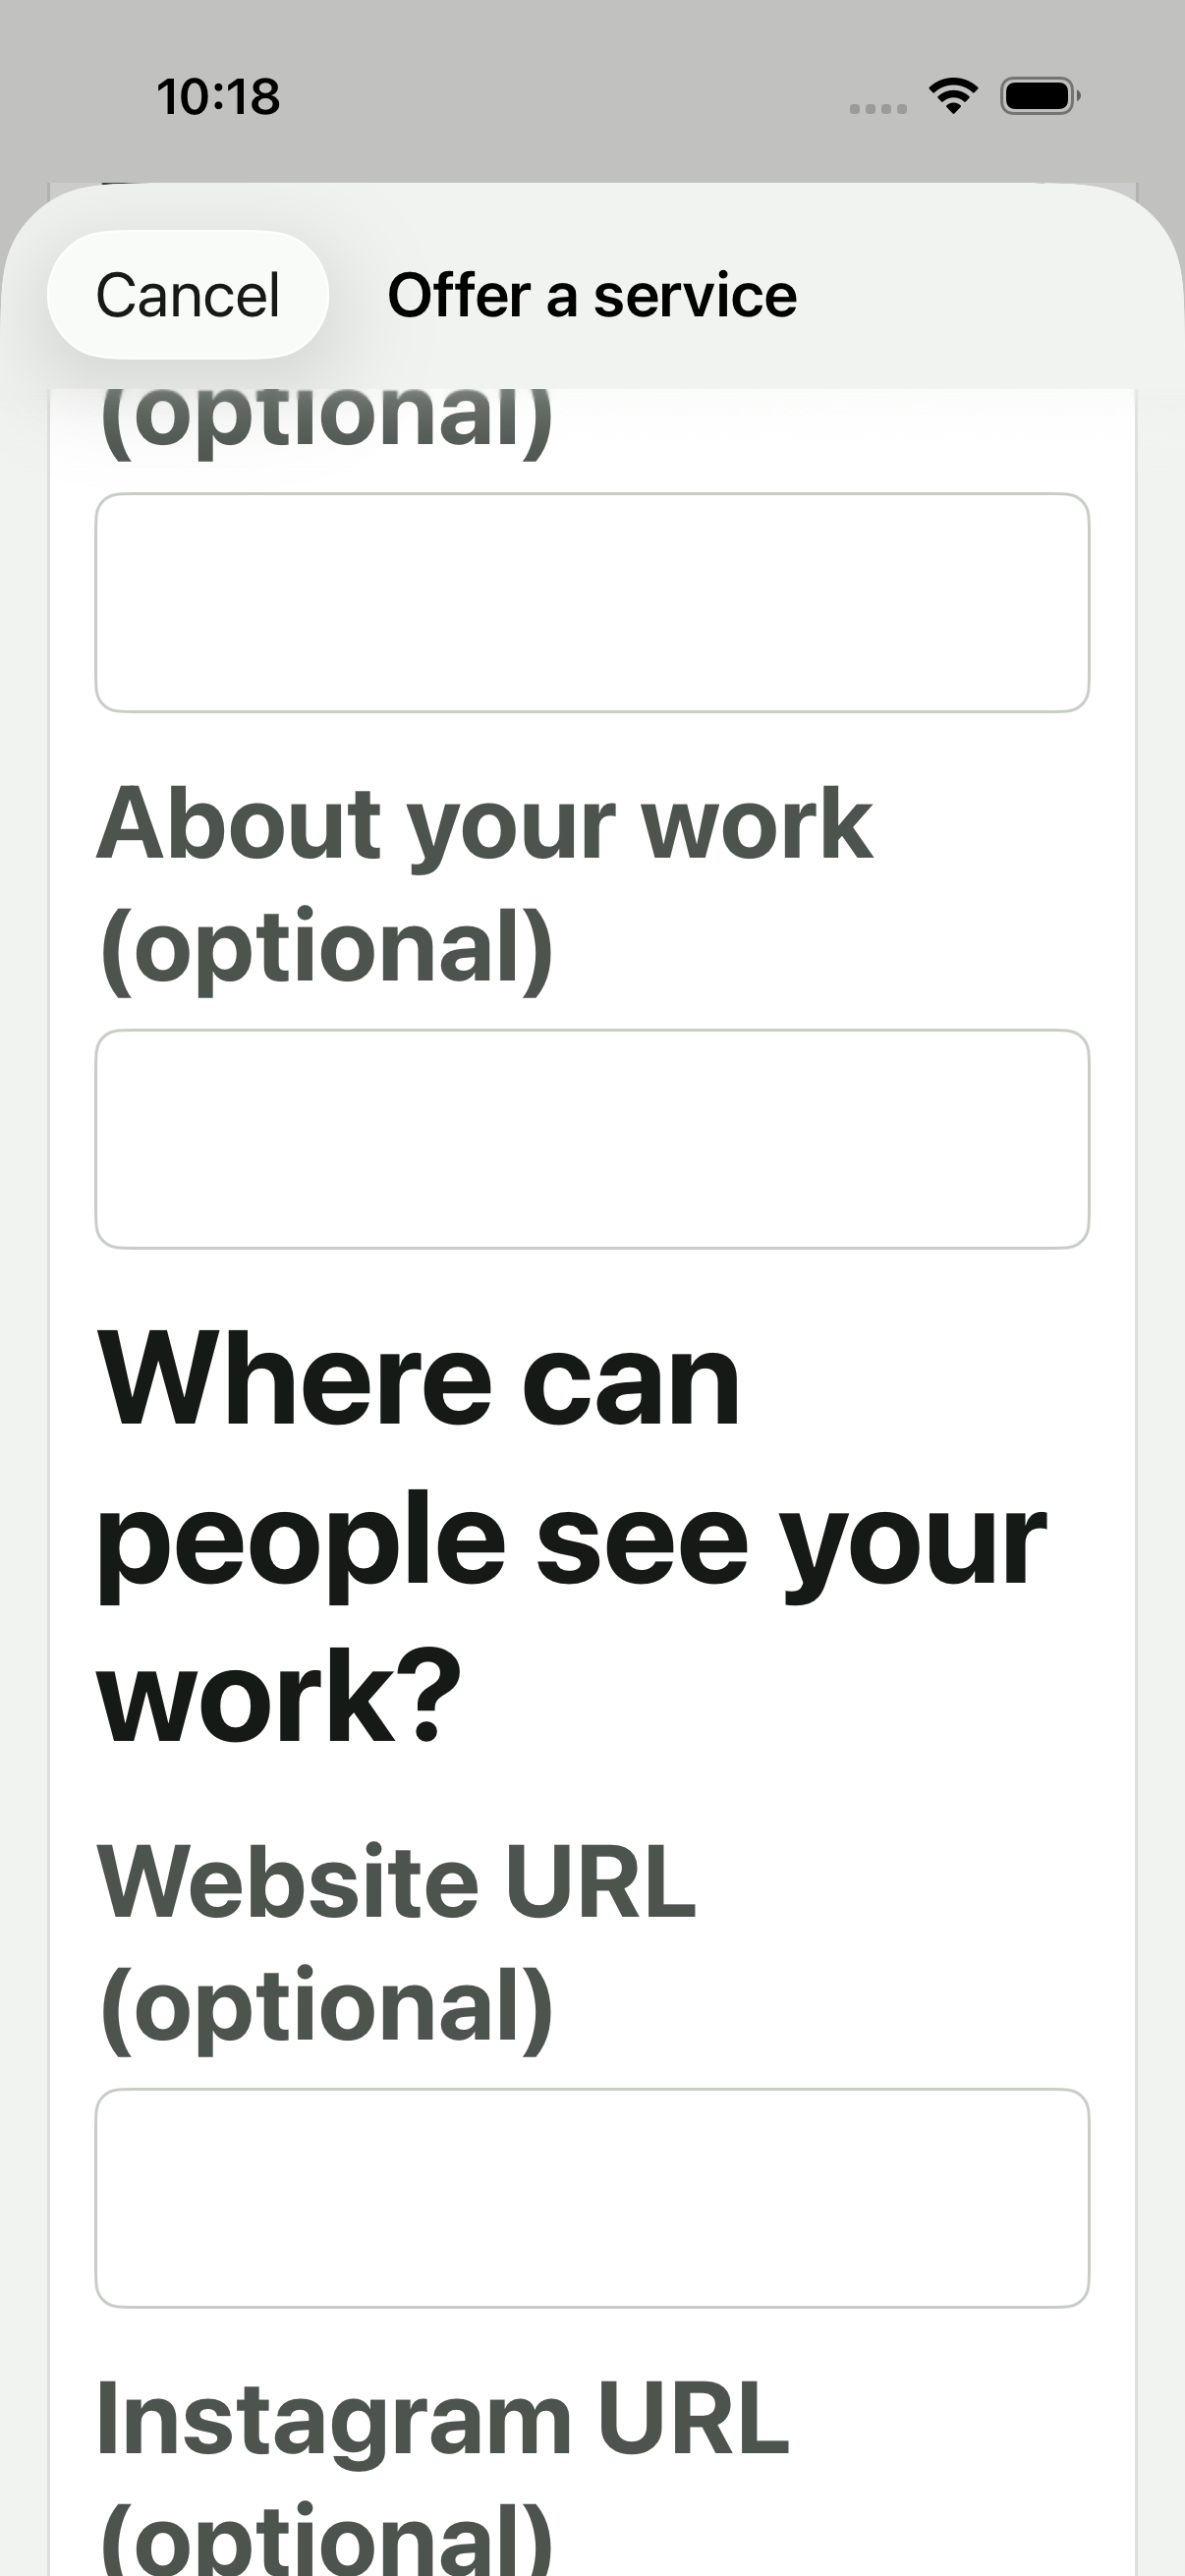 10:18
Cancel
Offer a service
(optional)
About your work
(optional)
Where can
people see your
work?
Website URL
(optional)
Instagram URL
(optional)